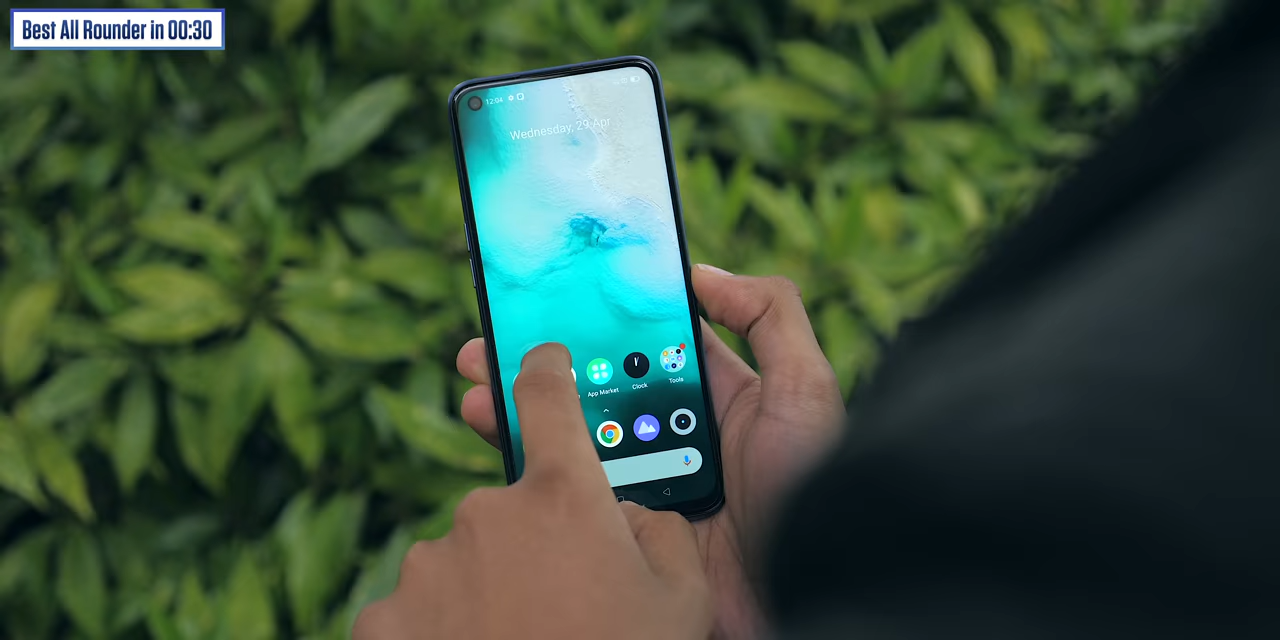 Best All Rounder in 00:30
12:04
Wednesday, 29 Apr
App Market
Clock
Tools